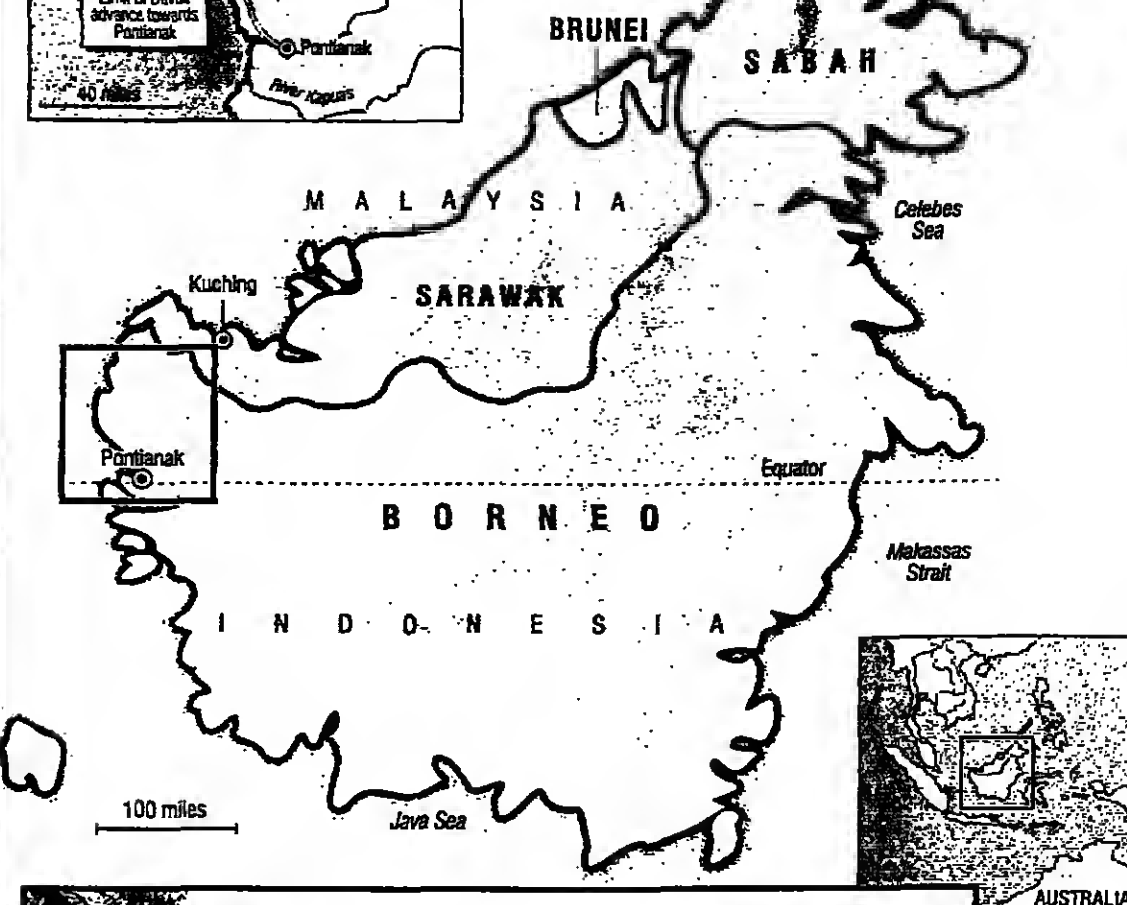 advance towards
Pontianak
Pontianak
River Kapuas
40 miles
BRUNEI
SABAH
MALAYSIA
Celebes
Sea
Kuching
SARAWAK
Pontianak
Equator
BORNEO
Makassas
Strait
INDONESIA
100 miles
Java Sea
AUSTRALIA